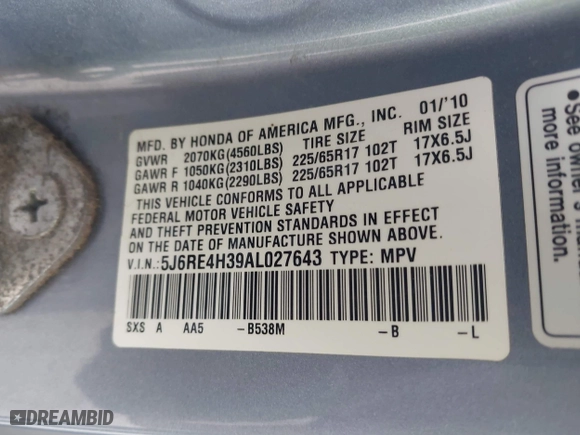 MFD. BY HONDA OF AMERICA MFG., INC. 01/'10
GVWR 2070KG(4560LBS) TIRE SIZE RIM SIZE
GAWR F 1050KG(2310LBS) 225/65R17 102T 17X6.5J
GAWR R 1040KG(2290LBS) 225/65R17 102T 17X6.5J
THIS VEHICLE CONFORMS TO ALL APPLICABLE
FEDERAL MOTOR VEHICLE SAFETY
AND THEFT PREVENTION STANDARDS IN EFFECT
ON THE DATE OF MANUFACTURE SHOWN ABOVE.
V.I.N.: 5J6RE4H39AL027643 TYPE: MPV
SXS A AA5 -B538M -B -L
•See owner's
more information.
DREAMBID